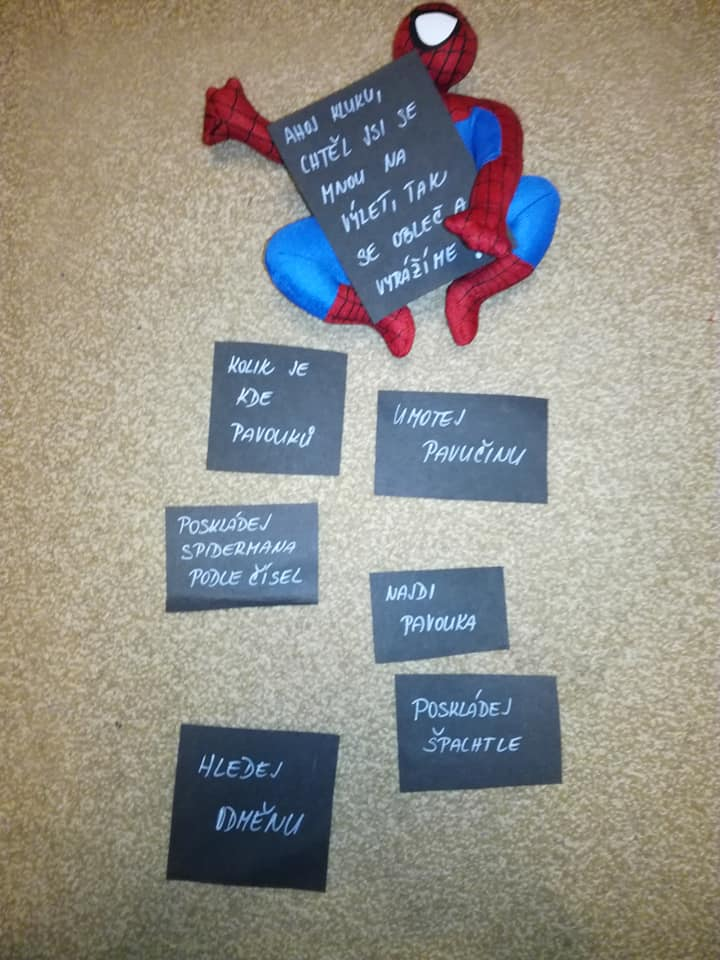 AHOJ KLUKU,
CHTĚL JSI SE
MNOU NA
VÝLET, TAK
SE OBLEČ A
VYRÁŽÍME!
KOLIK JE
KDE
PAVOUKŮ
UMOTEJ
PAVUČINU
POSKLÁDEJ
SPIDERMANA
PODLE ČÍSEL
NAJDI
PAVOUKA
POSKLÁDEJ
ŠPACHTLE
HLEDEJ
ODMĚNU